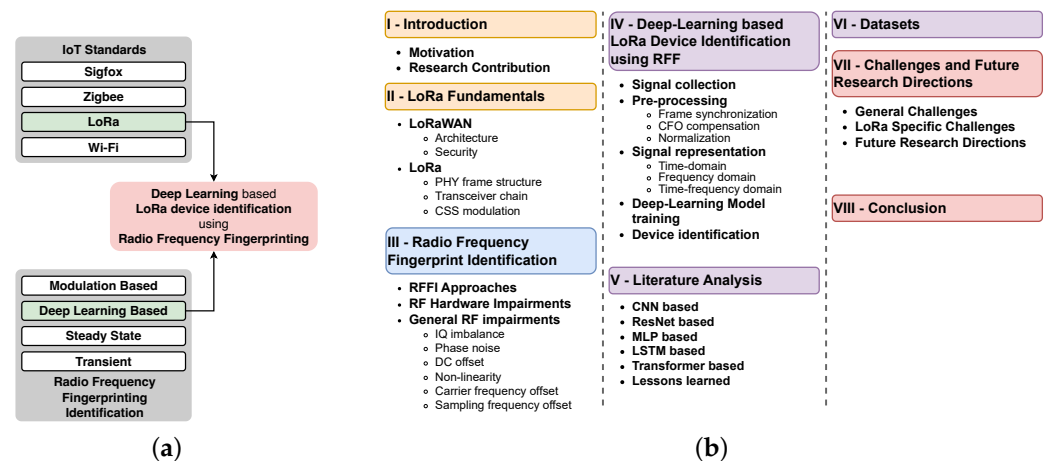 IoT Standards
Sigfox
Zigbee
LoRa
Wi-Fi
Deep Learning based
LoRa device identification
using
Radio Frequency Fingerprinting
Modulation Based
Deep Learning Based
Steady State
Transient
Radio Frequency
Fingerprinting
Identification
(a)
I - Introduction
• Motivation
• Research Contribution
II - LoRa Fundamentals
• LoRaWAN
○ Architecture
○ Security
• LoRa
○ PHY frame structure
○ Transceiver chain
○ CSS modulation
III - Radio Frequency
Fingerprint Identification
• RFFI Approaches
• RF Hardware Impairments
• General RF impairments
○ IQ imbalance
○ Phase noise
○ DC offset
○ Non-linearity
○ Carrier frequency offset
○ Sampling frequency offset
IV - Deep-Learning based
LoRa Device Identification
using RFF
• Signal collection
• Pre-processing
○ Frame synchronization
○ CFO compensation
○ Normalization
• Signal representation
○ Time-domain
○ Frequency domain
○ Time-frequency domain
• Deep-Learning Model
training
• Device identification
V - Literature Analysis
• CNN based
• ResNet based
• MLP based
• LSTM based
• Transformer based
• Lessons learned
VI - Datasets
VII - Challenges and Future
Research Directions
• General Challenges
• LoRa Specific Challenges
• Future Research Directions
VIII - Conclusion
(b)